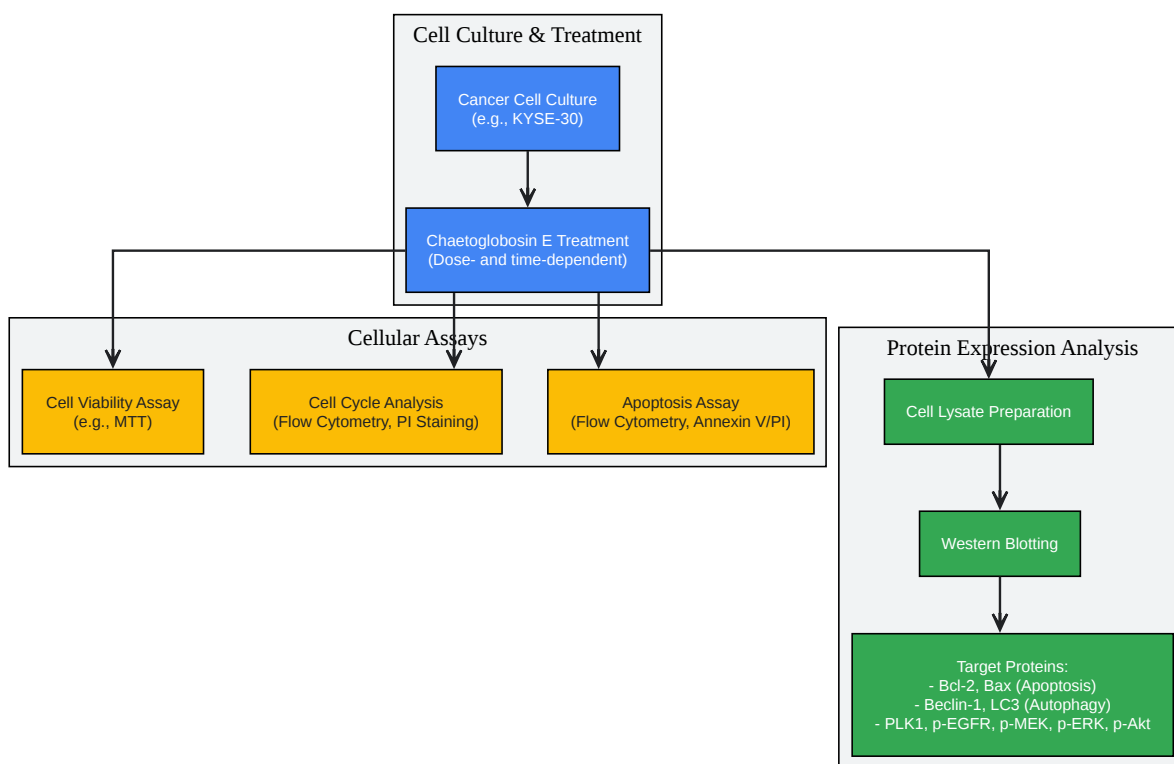 Cell Culture & Treatment
Cancer Cell Culture
(e.g., KYSE-30)
Chaetoglobosin E Treatment
(Dose- and time-dependent)
Cellular Assays
Cell Viability Assay
(e.g., MTT)
Cell Cycle Analysis
(Flow Cytometry, PI Staining)
Apoptosis Assay
(Flow Cytometry, Annexin V/PI)
Protein Expression Analysis
Cell Lysate Preparation
Western Blotting
Target Proteins:
- Bcl-2, Bax (Apoptosis)
- Beclin-1, LC3 (Autophagy)
- PLK1, p-EGFR, p-MEK, p-ERK, p-Akt